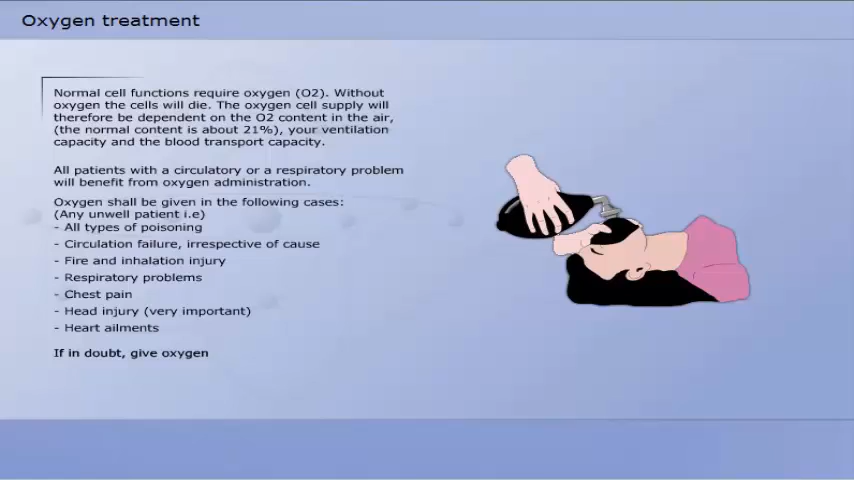 Oxygen treatment
Normal cell functions require oxygen (O2). Without
oxygen the cells will die. The oxygen cell supply will
therefore be dependent on the O2 content in the air,
(the normal content is about 21%), your ventilation
capacity and the blood transport capacity.
All patients with a circulatory or a respiratory problem
will benefit from oxygen administration.
Oxygen shall be given in the following cases:
(Any unwell patient i.e)
- All types of poisoning
- Circulation failure, irrespective of cause
- Fire and inhalation injury
- Respiratory problems
- Chest pain
- Head injury (very important)
- Heart ailments
If in doubt, give oxygen